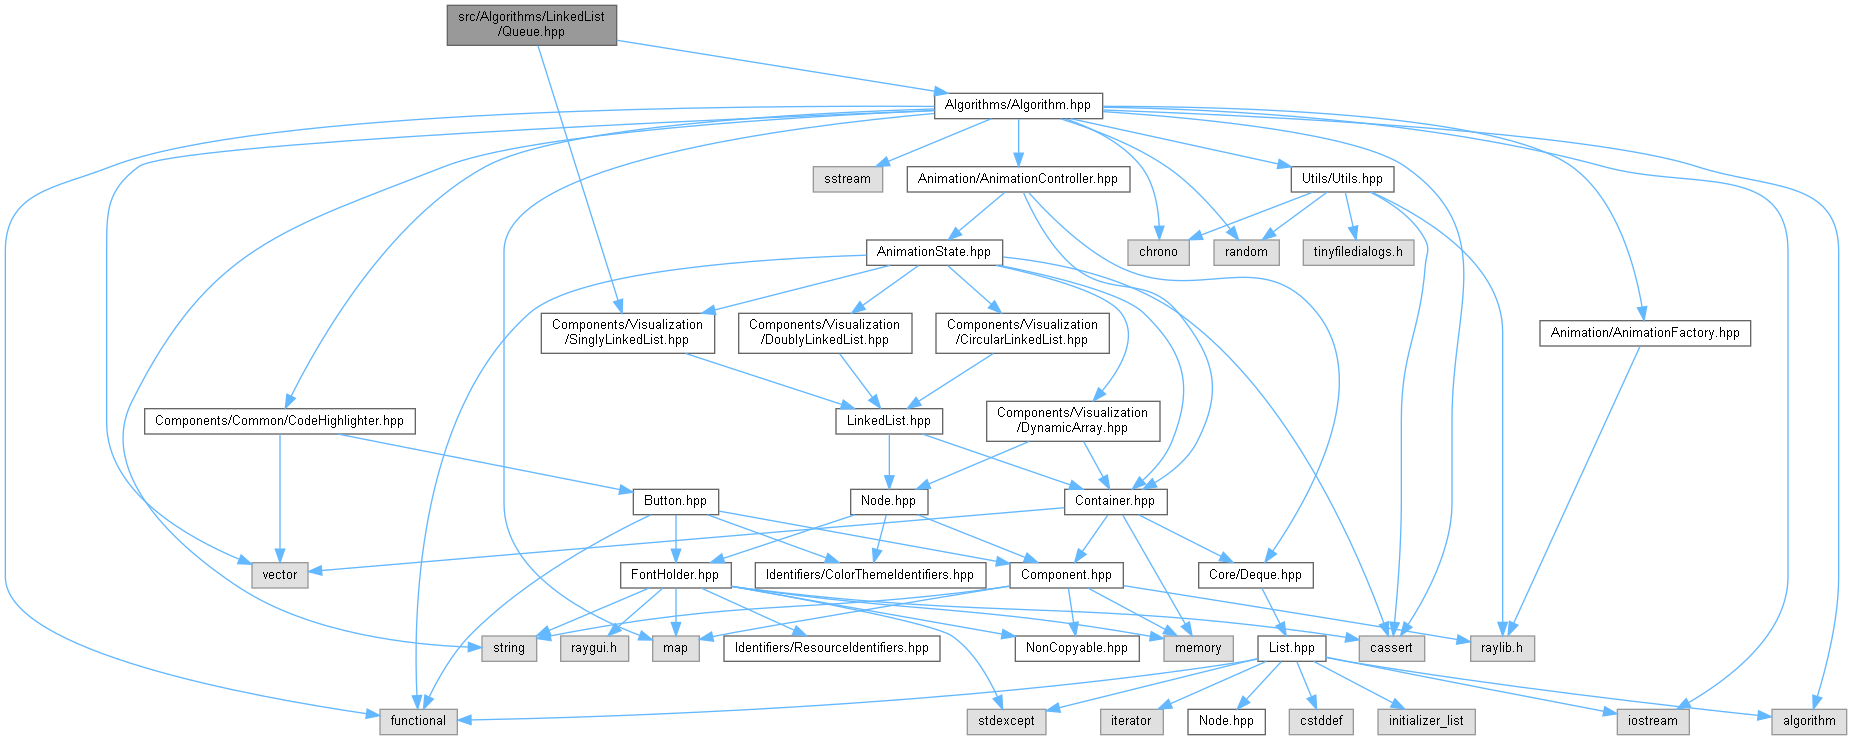 src/Algorithms/LinkedList
/Queue.hpp
Algorithms/Algorithm.hpp
sstream
Animation/AnimationController.hpp
Utils/Utils.hpp
AnimationState.hpp
chrono
random
tinyfiledialogs.h
Components/Visualization
/SinglyLinkedList.hpp
Components/Visualization
/DoublyLinkedList.hpp
Components/Visualization
/CircularLinkedList.hpp
Animation/AnimationFactory.hpp
Components/Common/CodeHighlighter.hpp
LinkedList.hpp
Components/Visualization
/DynamicArray.hpp
Button.hpp
Node.hpp
Container.hpp
vector
FontHolder.hpp
Identifiers/ColorThemeIdentifiers.hpp
Component.hpp
Core/Deque.hpp
string
raygui.h
map
Identifiers/ResourceIdentifiers.hpp
NonCopyable.hpp
memory
List.hpp
cassert
raylib.h
functional
stdexcept
iterator
Node.hpp
cstddef
initializer_list
iostream
algorithm